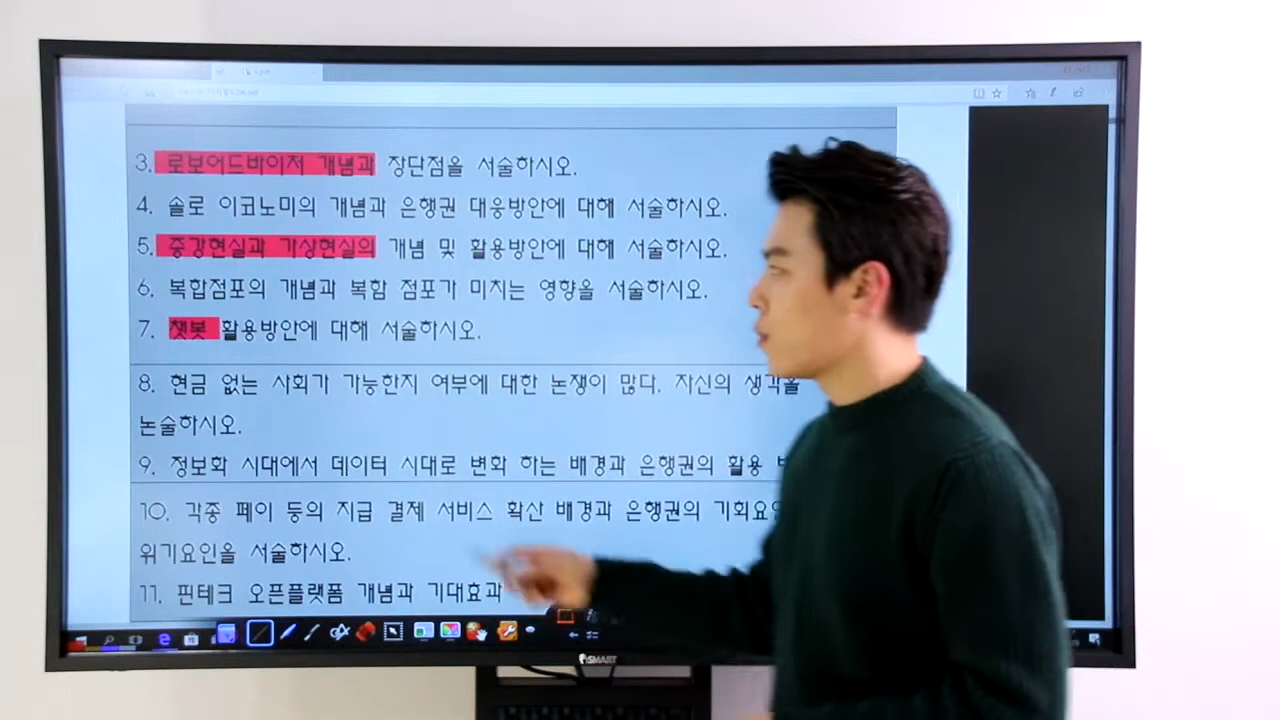 3. 로보어드바이저 개념과 장단점을 서술하시오.
4. 솔로 이코노미의 개념과 은행권 대응방안에 대해 서술하시오.
5. 증강현실과 가상현실의 개념 및 활용방안에 대해 서술하시오.
6. 복합점포의 개념과 복합 점포가 미치는 영향을 서술하시오.
7. 챗봇 활용방안에 대해 서술하시오.
8. 현금 없는 사회가 가능한지 여부에 대한 논쟁이 많다. 자신의 생각을
논술하시오.
9. 정보화 시대에서 데이터 시대로 변화 하는 배경과 은행권의 활용
10. 각종 페이 등의 지급 결제 서비스 확산 배경과 은행권의 기회요인
위기요인을 서술하시오.
11. 핀테크 오픈플랫폼 개념과 기대효과
SMART